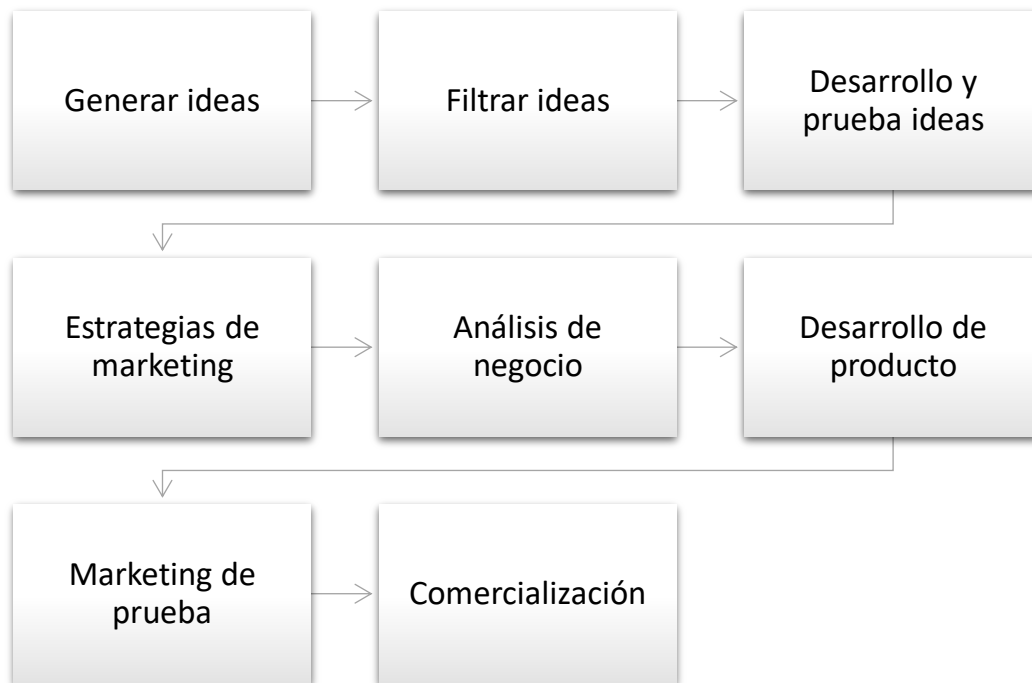 Generar ideas
Filtrar ideas
Desarrollo y
prueba ideas
Estrategias de
marketing
Análisis de
negocio
Desarrollo de
producto
Marketing de
prueba
Comercialización